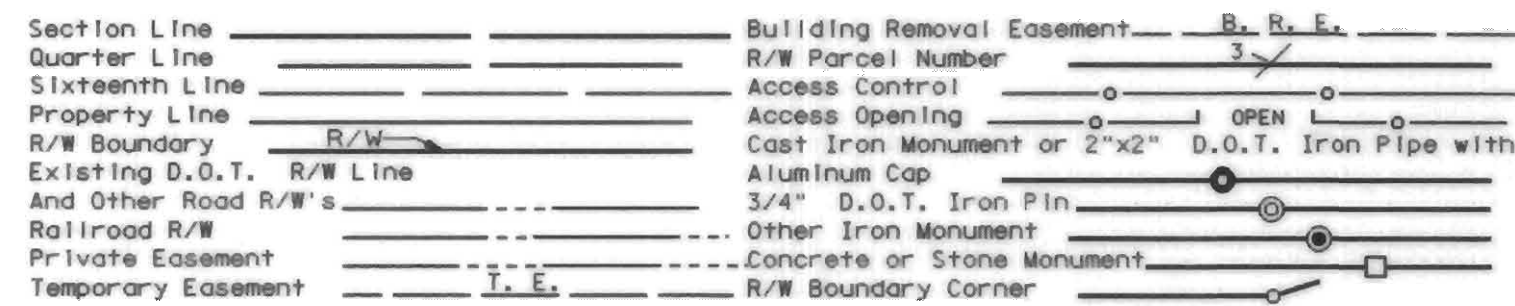 Section Line
Quarter Line
Sixteenth Line
Property Line
R/W Boundary R/W
Existing D.O.T. R/W Line
And Other Road R/W's
Railroad R/W
Private Easement
Temporary Easement T. E.
Building Removal Easement B. R. E.
R/W Parcel Number 3
Access Control
Access Opening OPEN
Cast Iron Monument or 2"x2" D.O.T. Iron Pipe with
Aluminum Cap
3/4" D.O.T. Iron Pin
Other Iron Monument
Concrete or Stone Monument
R/W Boundary Corner